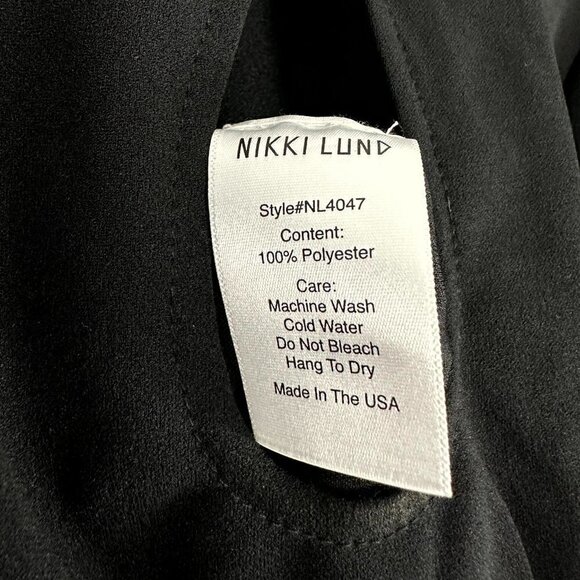 NIKKI LUND
Style#NL4047
Content:
100% Polyester
Care:
Machine Wash
Cold Water
Do Not Bleach
Hang To Dry
Made In The USA